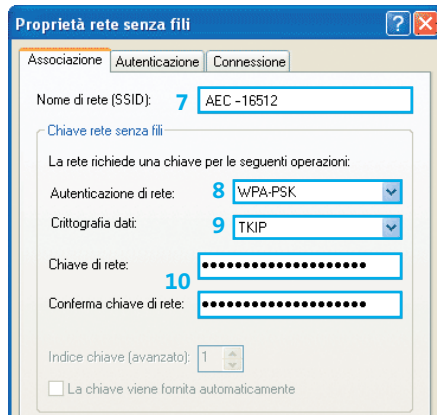 Proprietà rete senza fili
Associazione Autenticazione Connessione
Nome di rete (SSID): 7 AEC -16512
Chiave rete senza fili
La rete richiede una chiave per le seguenti operazioni:
Autenticazione di rete: 8 WPA-PSK
Crittografia dati: 9 TKIP
Chiave di rete: ●●●●●●●●●●●●●●●●●●●
10
Conferma chiave di rete: ●●●●●●●●●●●●●●●●●●●
Indice chiave (avanzato): 1
La chiave viene fornita automaticamente